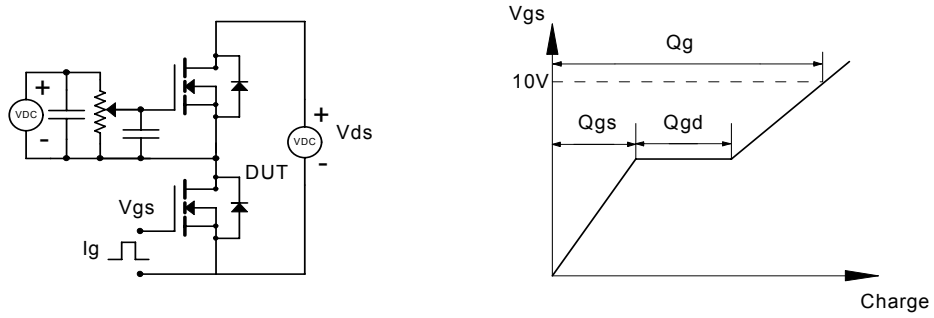 +
VDC
-
+
VDC
-
Vds
DUT
Vgs
Ig
Vgs
Qg
10V
Qgs
Qgd
Charge